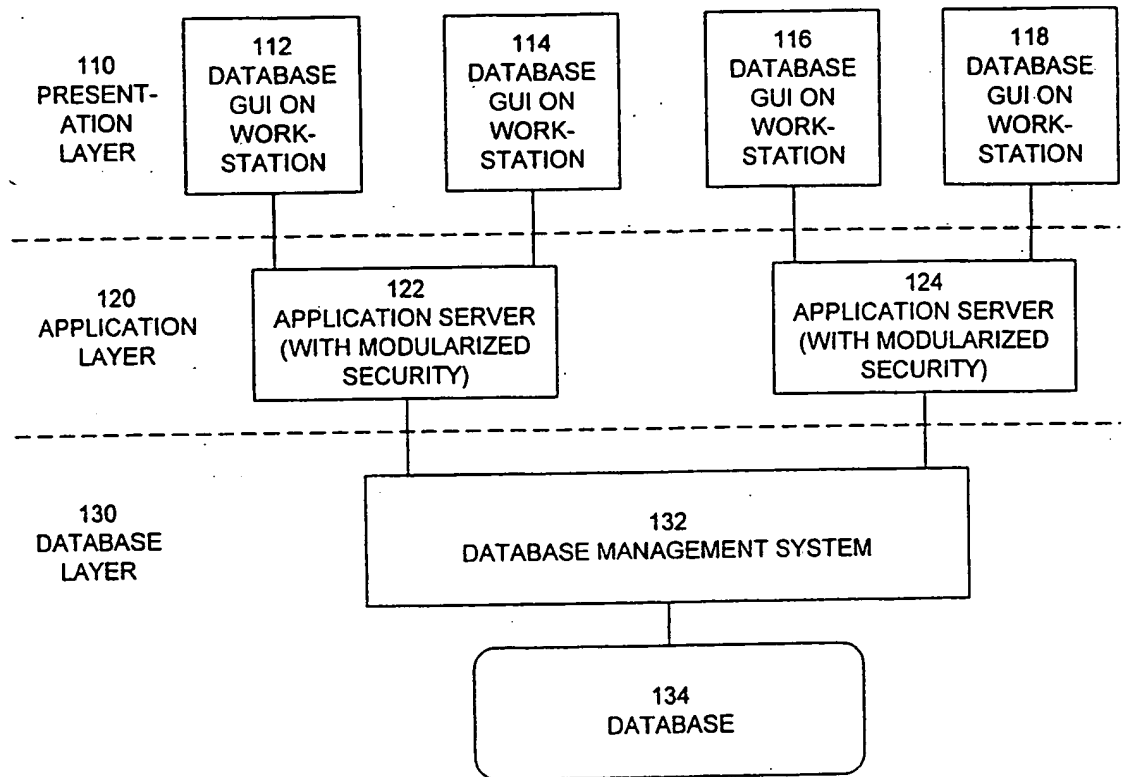 110
PRESENT-
ATION
LAYER
112
DATABASE
GUI ON
WORK-
STATION
114
DATABASE
GUI ON
WORK-
STATION
116
DATABASE
GUI ON
WORK-
STATION
118
DATABASE
GUI ON
WORK-
STATION
120
APPLICATION
LAYER
122
APPLICATION SERVER
(WITH MODULARIZED
SECURITY)
124
APPLICATION SERVER
(WITH MODULARIZED
SECURITY)
130
DATABASE
LAYER
132
DATABASE MANAGEMENT SYSTEM
134
DATABASE